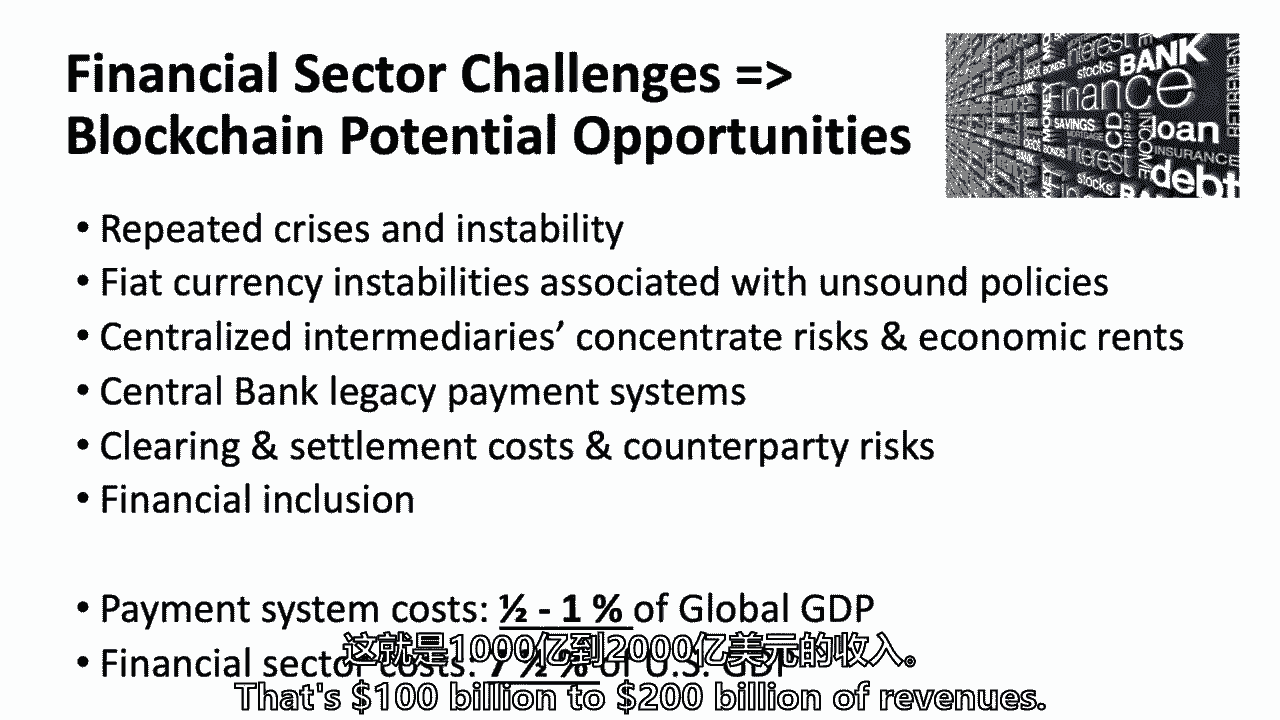 Financial Sector Challenges =>
Blockchain Potential Opportunities
MONEY
interest
stocks
BANK
Finance
SAVINGS
CD
credit
INCOME
loan
INSURANCE
debt
RETIREMENT
BONDS
• Repeated crises and instability
• Fiat currency instabilities associated with unsound policies
• Centralized intermediaries’ concentrate risks & economic rents
• Central Bank legacy payment systems
• Clearing & settlement costs & counterparty risks
• Financial inclusion
• Payment system costs: ½ - 1 % of Global GDP
这就是1000亿到2000亿美元的收入。
• Financial sector costs: 7 ½ % of U.S. GDP
That's $100 billion to $200 billion of revenues.